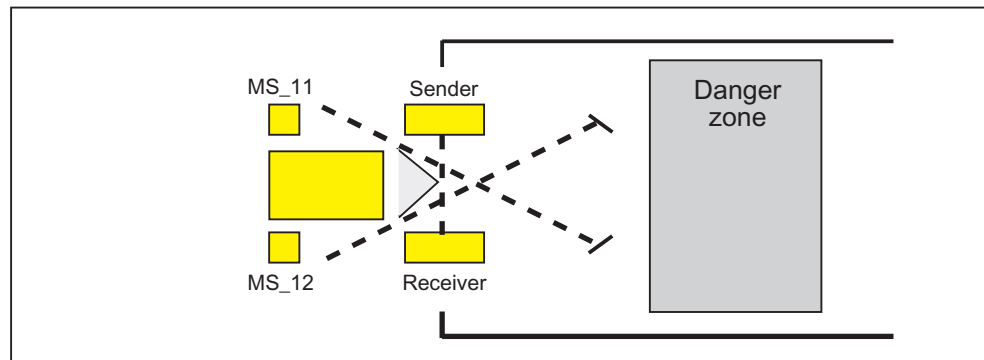 MS_11
Sender
Danger
zone
MS_12
Receiver